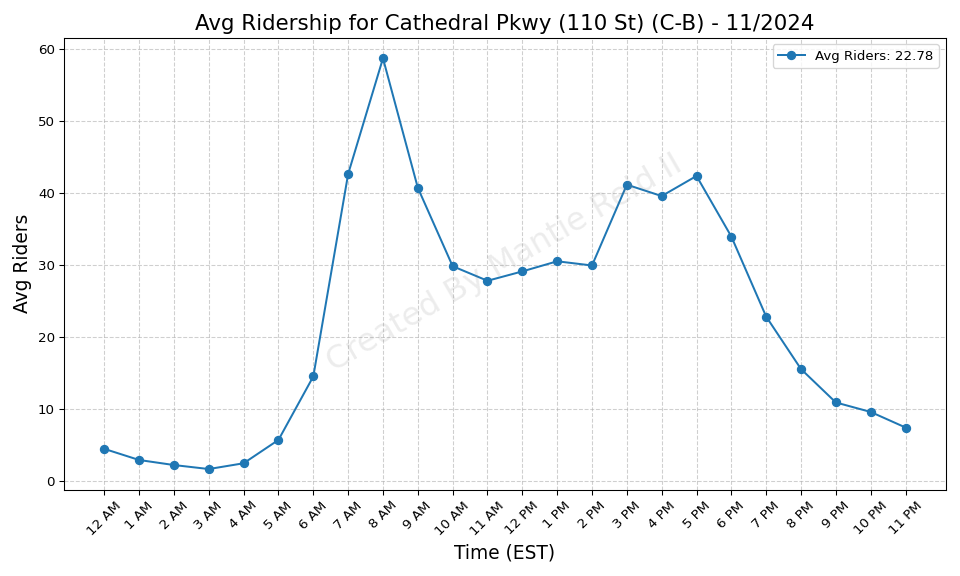 Avg Ridership for Cathedral Pkwy (110 St) (C-B) - 11/2024
Avg Riders: 22.78
60
50
40
30
20
10
0
Avg Riders
Created By Mantie Reid II
12 AM
1 AM
2 AM
3 AM
4 AM
5 AM
6 AM
7 AM
8 AM
9 AM
10 AM
11 AM
12 PM
1 PM
2 PM
3 PM
4 PM
5 PM
6 PM
7 PM
8 PM
9 PM
10 PM
11 PM
Time (EST)